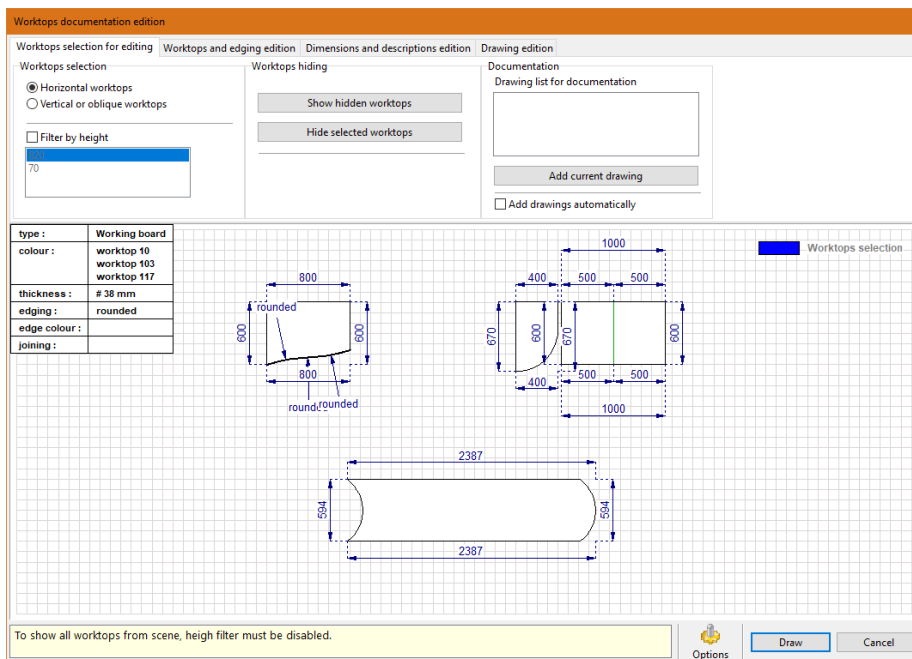 Worktops documentation edition
Worktops selection for editing Worktops and edging edition Dimensions and descriptions edition Drawing edition
Worktops selection
Horizontal worktops
Vertical or oblique worktops
Filter by height
70
Worktops hiding
Show hidden worktops
Hide selected worktops
Documentation
Drawing list for documentation
Add current drawing
Add drawings automatically
type : Working board
colour : worktop 10
worktop 103
worktop 117
thickness : # 38 mm
edging : rounded
edge colour :
joining :
800
rounded
600
600
800
rounded
1000
400 500 500
670
600
670
600
400 500 500
1000
Worktops selection
2387
594
594
2387
To show all worktops from scene, heigh filter must be disabled.
Options
Draw
Cancel